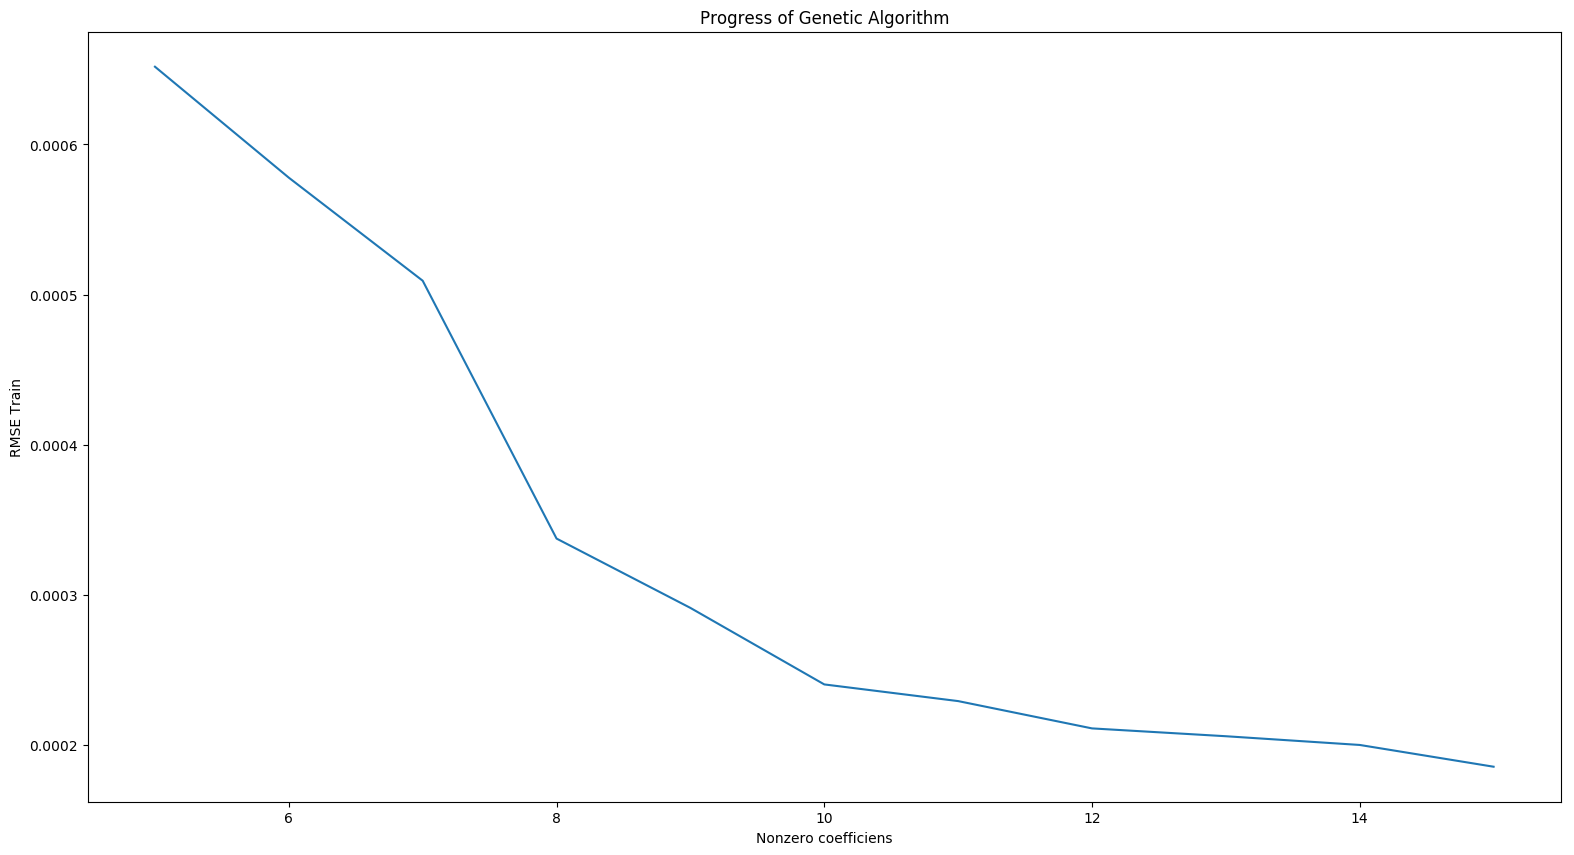 Progress of Genetic Algorithm
0.0006
0.0005
0.0004
0.0003
0.0002
RMSE Train
6 8 10 12 14
Nonzero coefficiens